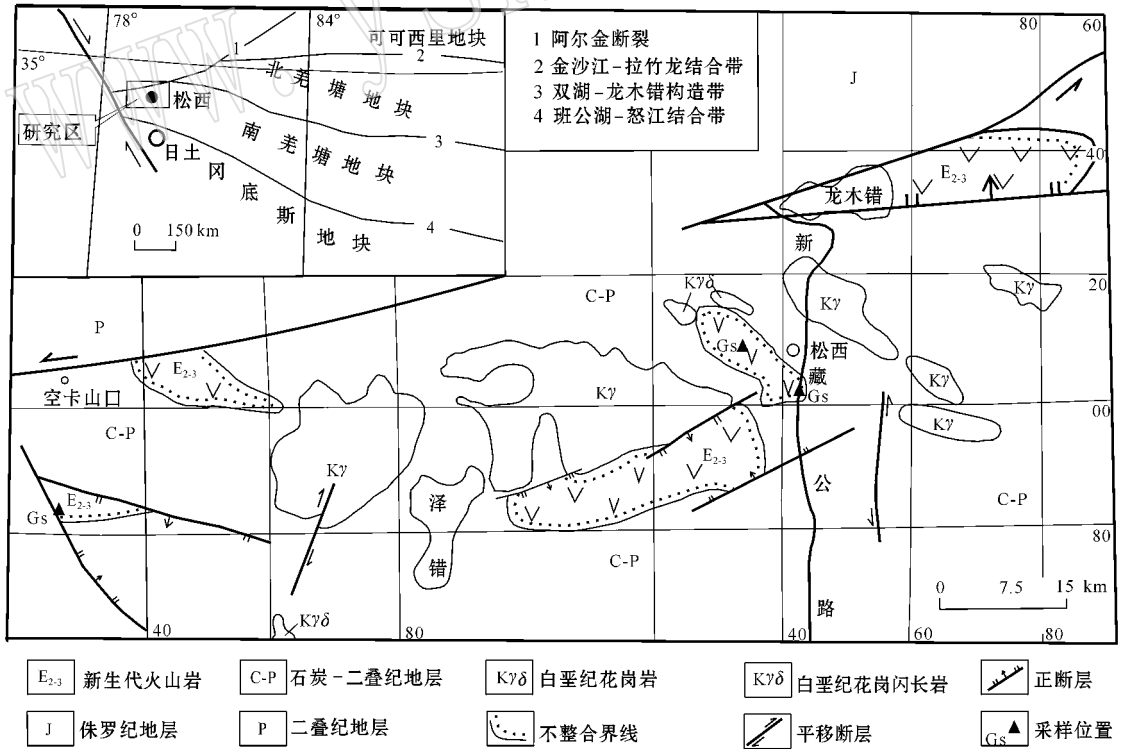 78°
84°
35°
可可西里地块
北羌塘地块
南羌塘地块
冈底斯地块
松西
研究区
日土
1
2
3
4
0 150 km
1 阿尔金断裂
2 金沙江-拉竹龙结合带
3 双湖-龙木错构造带
4 班公湖-怒江结合带
80 60
J
40
E₂₋₃
龙木错
新藏公路
20
C-P
Kγδ
Kγ
Kγ
P
Gs
松西
E₂₋₃
空卡山口
Kγ
Kγ
Gs
00
Kγ
C-P
E₂₋₃
Kγ
E₂₋₃
Gs
泽错
C-P
C-P
80
0 7.5 15 km
Kγδ
40 80 40 60 80
E₂₋₃ 新生代火山岩 C-P 石炭-二叠纪地层 Kγδ 白垩纪花岗岩 Kγδ 白垩纪花岗闪长岩 正断层
J 侏罗纪地层 P 二叠纪地层 不整合界线 平移断层 Gs 采样位置